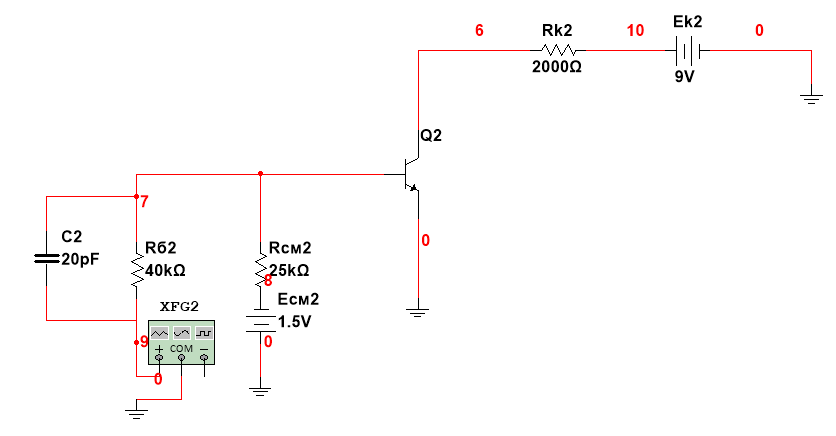 6
Rk2
2000Ω
10
Ek2
9V
0
Q2
7
C2
20pF
Rб2
40kΩ
Rсм2
25kΩ
8
Eсм2
1.5V
0
0
XFG2
+ COM −
9
0